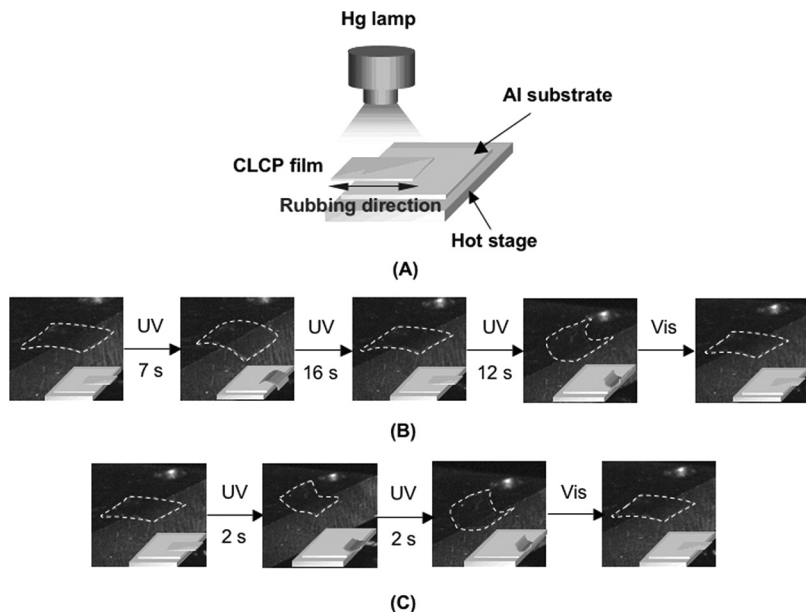 Hg lamp
Al substrate
CLCP film
Rubbing direction
Hot stage
(A)
UV
UV
UV
Vis
7 s
16 s
12 s
(B)
UV
UV
Vis
2 s
2 s
(C)